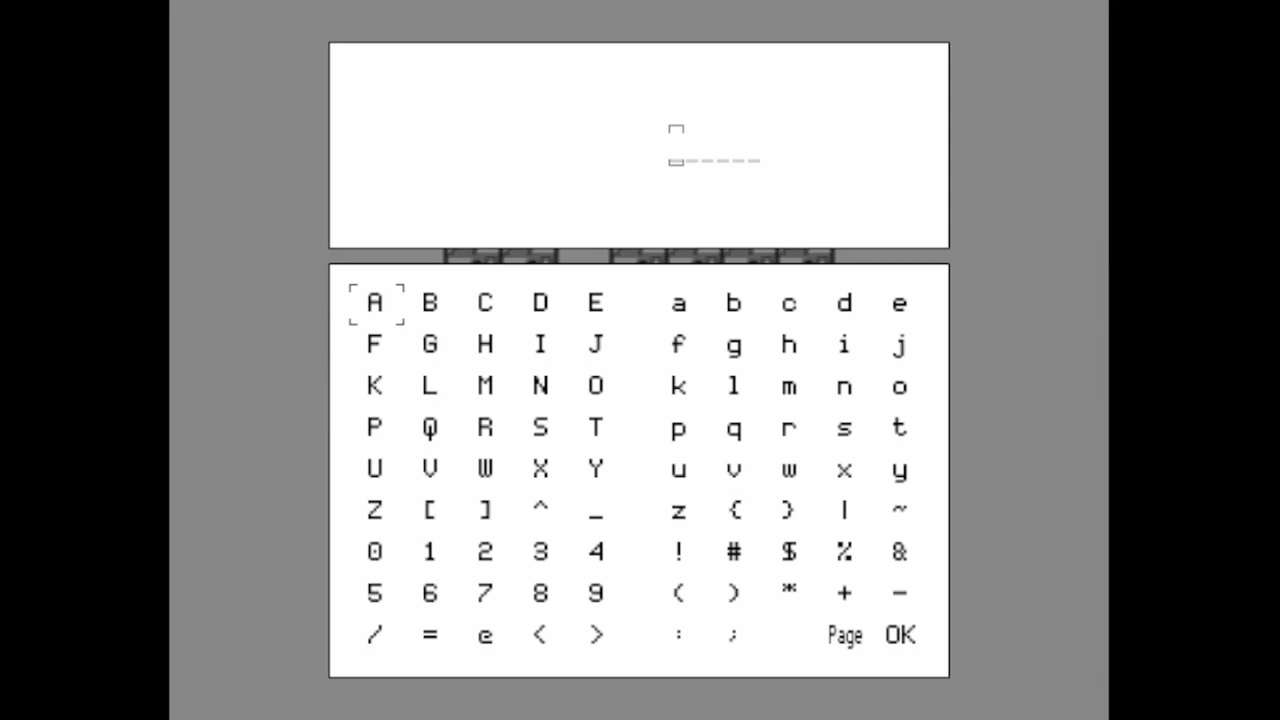 A B C D E a b c d e
F G H I J f g h i j
K L M N O k l m n o
P Q R S T p q r s t
U V W X Y u v w x y
Z [ ] ^ _ z { } | ~
0 1 2 3 4 ! # $ % &
5 6 7 8 9 ( ) * + -
/ = @ < > : ; Page OK